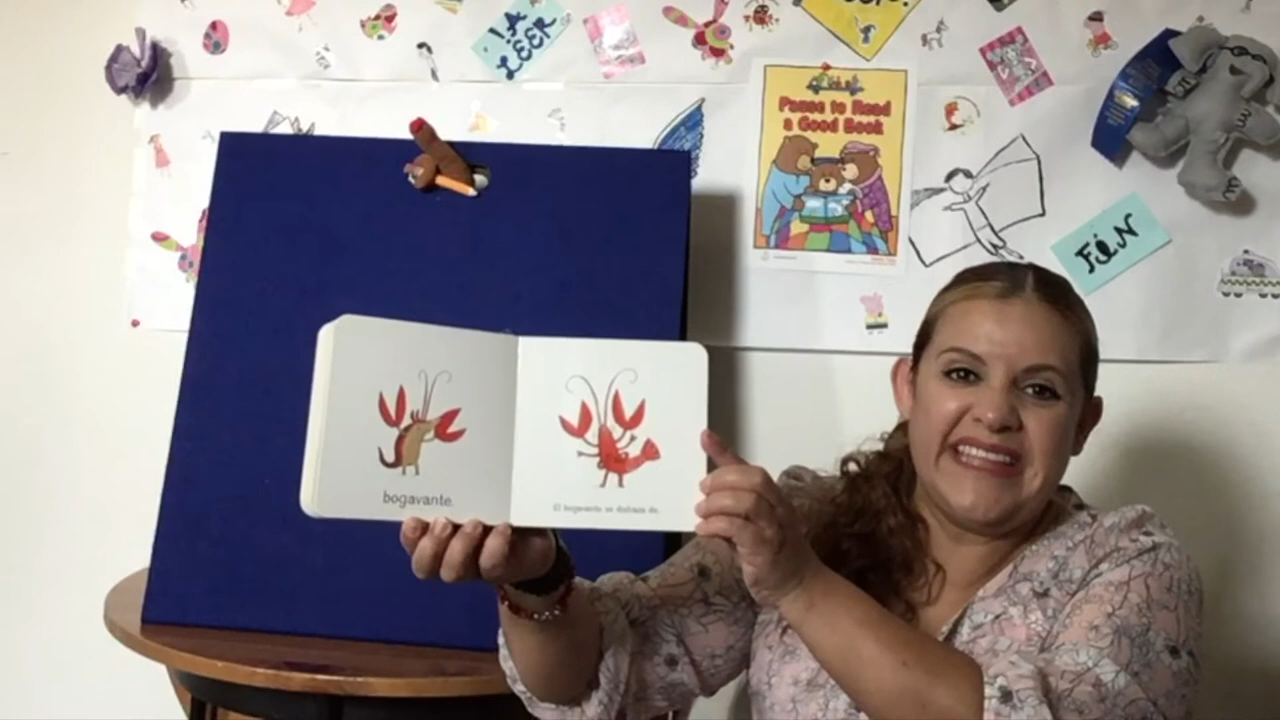 ¡A
LEER
Pause to Read
a Good Book
FiN
bogavante.
El bogavante se disfraza de.